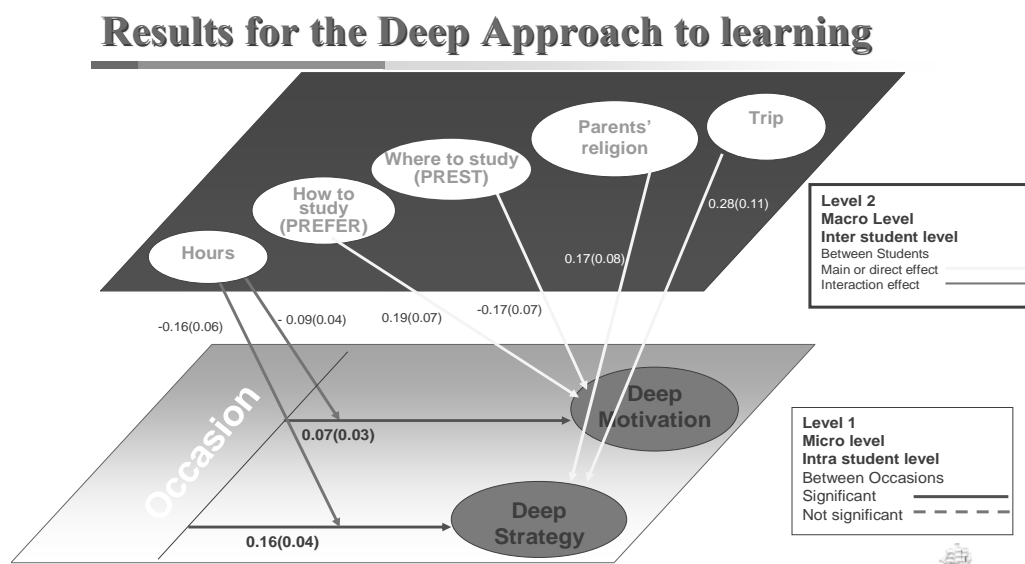 Results for the Deep Approach to learning
Trip
Parents’
religion
Where to study
(PREST)
How to
study
(PREFER)
Hours
0.28(0.11)
0.17(0.08)
Level 2
Macro Level
Inter student level
Between Students
Main or direct effect
Interaction effect
-0.16(0.06)
- 0.09(0.04)
0.19(0.07)
-0.17(0.07)
Occasion
Deep
Motivation
0.07(0.03)
Deep
Strategy
0.16(0.04)
Level 1
Micro level
Intra student level
Between Occasions
Significant
Not significant